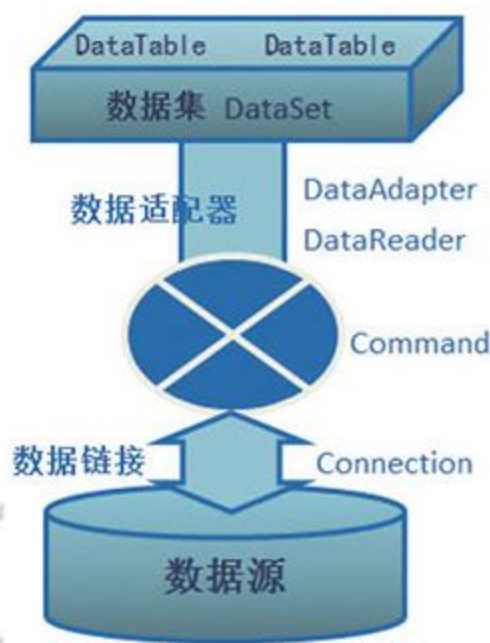 DataTable DataTable
数据集 DataSet
数据适配器
DataAdapter
DataReader
Command
数据链接 Connection
数据源